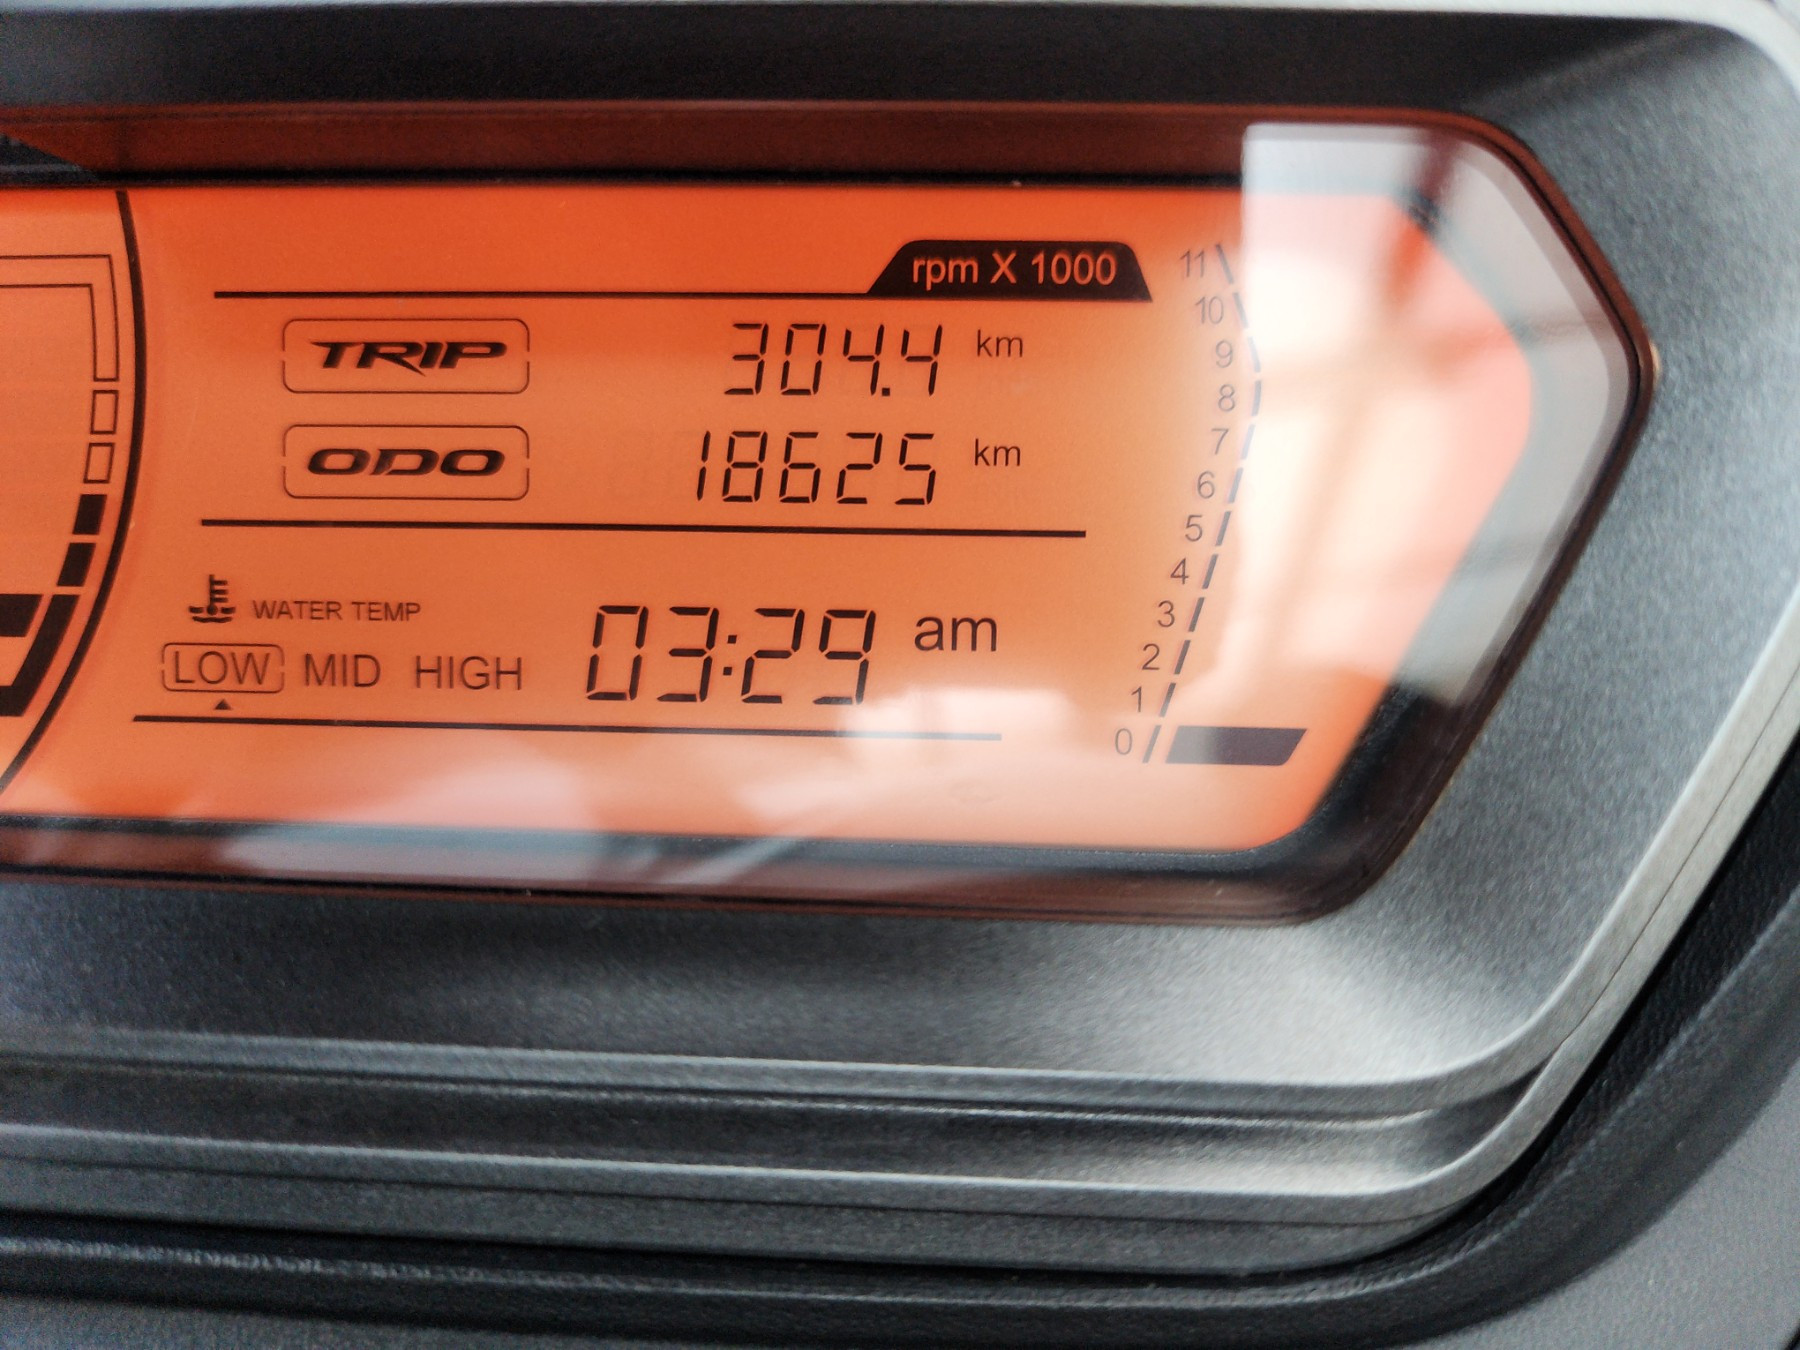 rpm X 1000
TRIP 304.4 km
ODO 18625 km
WATER TEMP
LOW MID HIGH
03:29 am
11
10
9
8
7
6
5
4
3
2
1
0